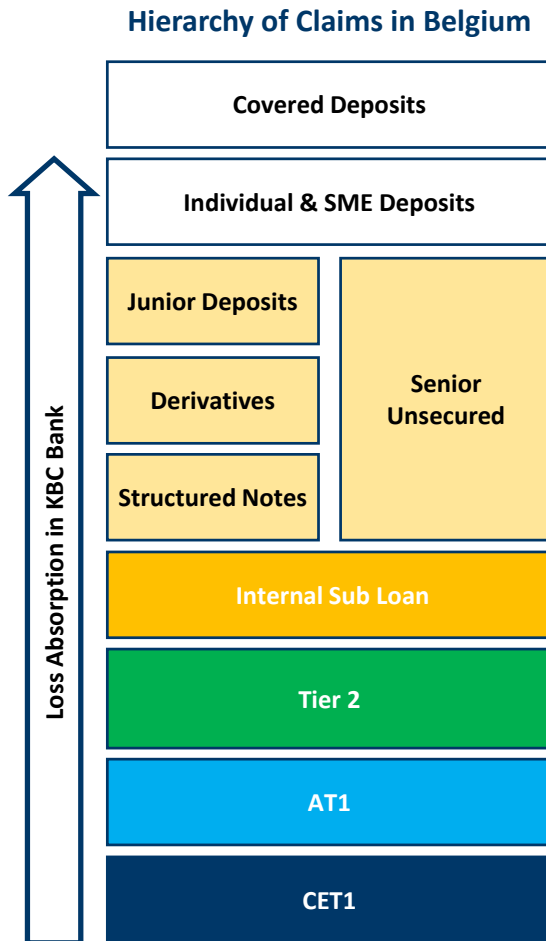 Hierarchy of Claims in Belgium
Covered Deposits
Individual & SME Deposits
Junior Deposits
Derivatives
Structured Notes
Senior
Unsecured
Internal Sub Loan
Tier 2
AT1
CET1
Loss Absorption in KBC Bank